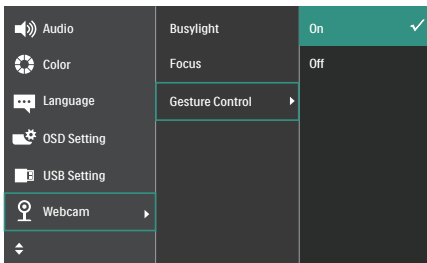 Audio
Color
Language
OSD Setting
USB Setting
Webcam
Busylight
Focus
Gesture Control
On
Off